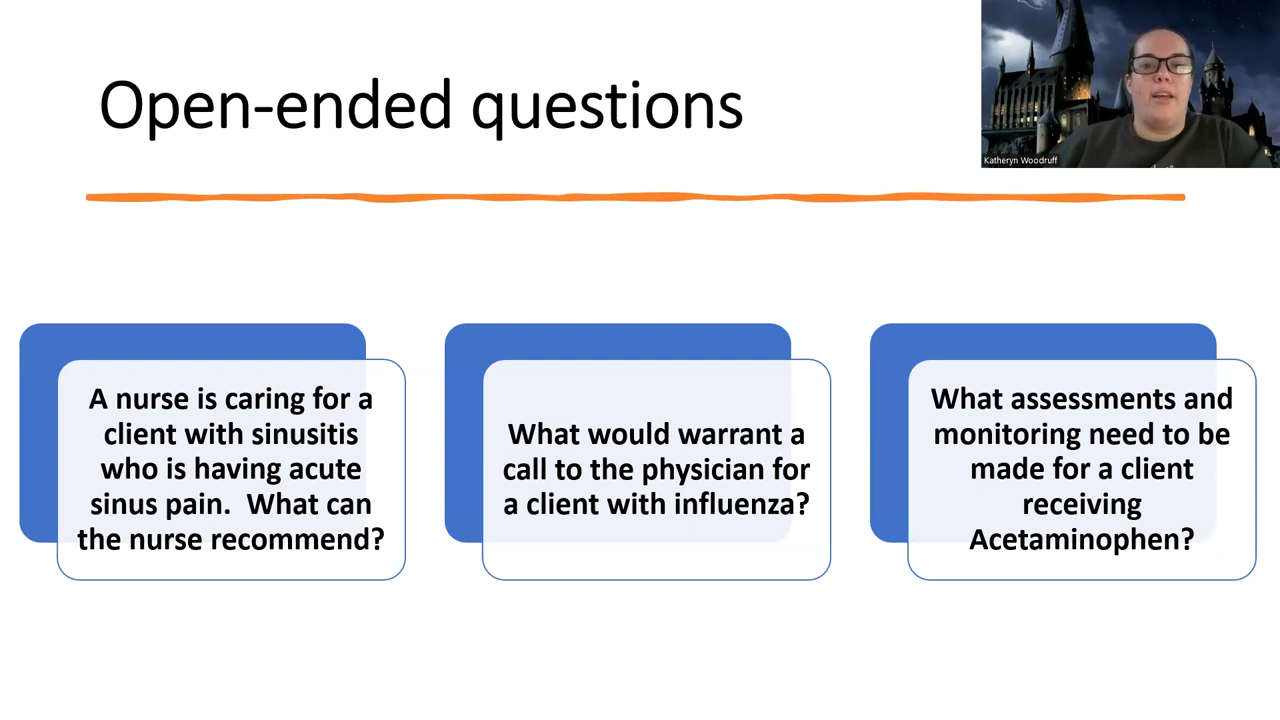 Open-ended questions
Katheryn Woodruff
A nurse is caring for a
client with sinusitis
who is having acute
sinus pain.  What can
the nurse recommend?
What would warrant a
call to the physician for
a client with influenza?
What assessments and
monitoring need to be
made for a client
receiving
Acetaminophen?